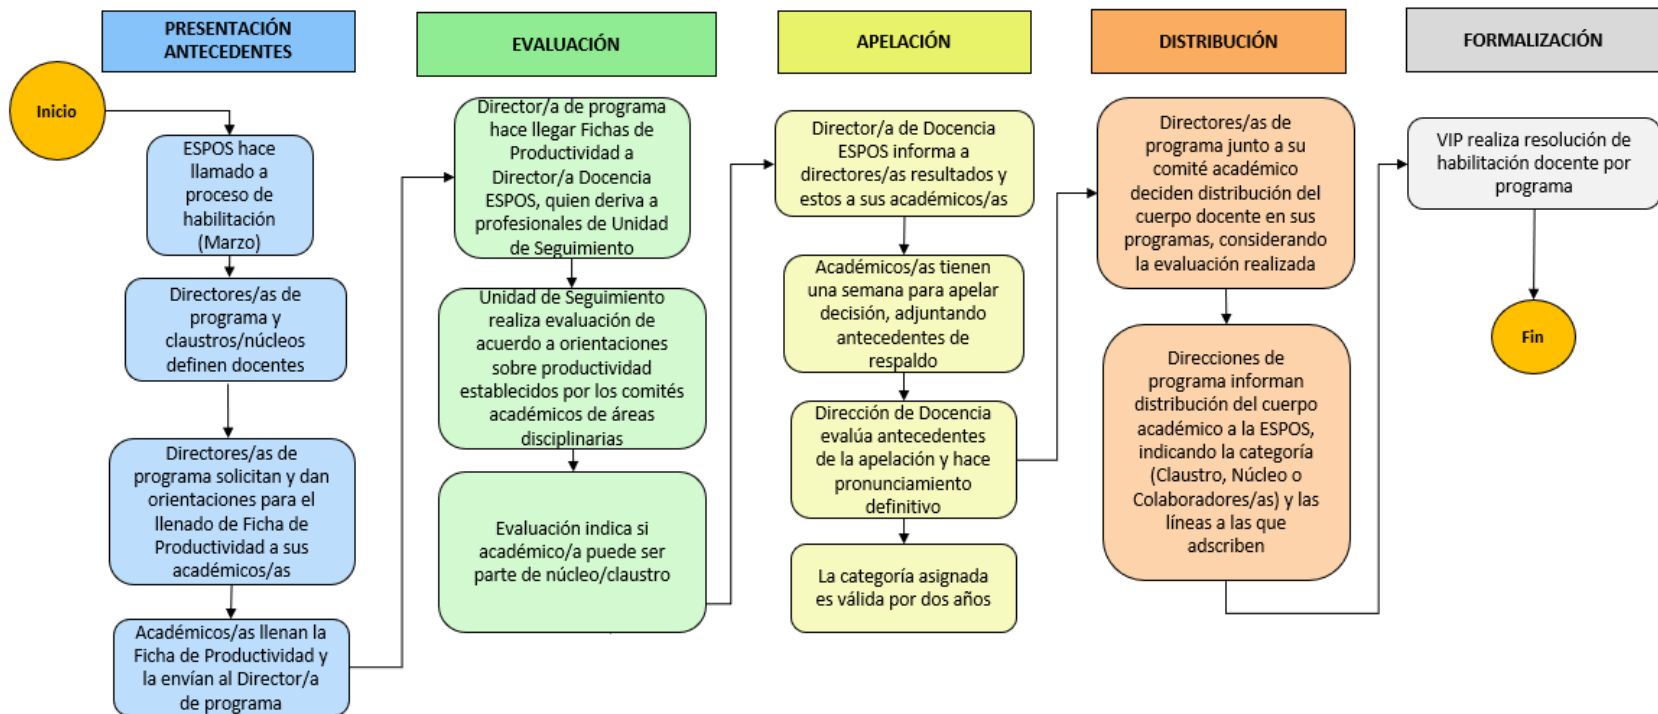 PRESENTACIÓN
ANTECEDENTES
EVALUACIÓN
APELACIÓN
DISTRIBUCIÓN
FORMALIZACIÓN
Inicio
ESPOS hace
llamado a
proceso de
habilitación
(Marzo)
Directores/as de
programa y
claustros/núcleos
definen docentes
Directores/as de
programa solicitan y dan
orientaciones para el
llenado de Ficha de
Productividad a sus
académicos/as
Académicos/as llenan la
Ficha de Productividad y
la envían al Director/a
de programa
Director/a de programa
hace llegar Fichas de
Productividad a
Director/a Docencia
ESPOS, quien deriva a
profesionales de Unidad
de Seguimiento
Unidad de Seguimiento
realiza evaluación de
acuerdo a orientaciones
sobre productividad
establecidos por los comités
académicos de áreas
disciplinarias
Evaluación indica si
académico/a puede ser
parte de núcleo/claustro
Director/a de Docencia
ESPOS informa a
directores/as resultados y
estos a sus académicos/as
Académicos/as tienen
una semana para apelar
decisión, adjuntando
antecedentes de
respaldo
Dirección de Docencia
evalúa antecedentes
de la apelación y hace
pronunciamiento
definitivo
La categoría asignada
es válida por dos años
Directores/as de
programa junto a su
comité académico
deciden distribución del
cuerpo docente en sus
programas, considerando
la evaluación realizada
Direcciones de
programa informan
distribución del cuerpo
académico a la ESPOS,
indicando la categoría
(Claustro, Núcleo o
Colaboradores/as) y las
líneas a las que
adscriben
VIP realiza resolución de
habilitación docente por
programa
Fin